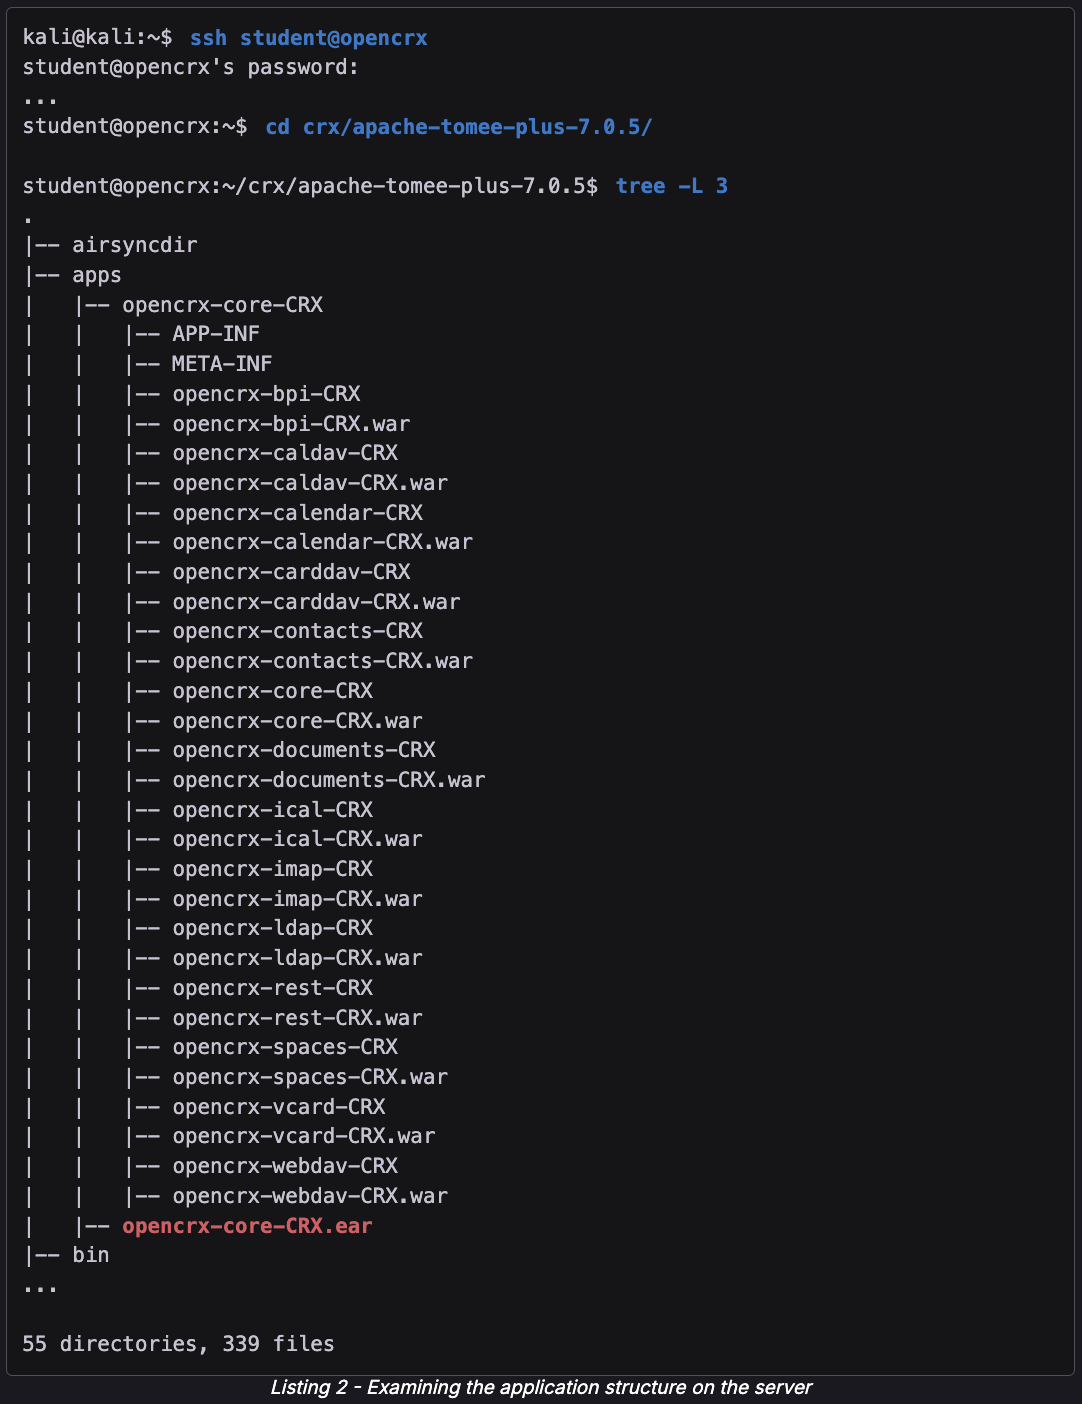 kali@kali:~$ ssh student@opencrx
student@opencrx's password:
...
student@opencrx:~$ cd crx/apache-tomee-plus-7.0.5/

student@opencrx:~/crx/apache-tomee-plus-7.0.5$ tree -L 3
.
|-- airsyncdir
|-- apps
|   |-- opencrx-core-CRX
|   |   |-- APP-INF
|   |   |-- META-INF
|   |   |-- opencrx-bpi-CRX
|   |   |-- opencrx-bpi-CRX.war
|   |   |-- opencrx-caldav-CRX
|   |   |-- opencrx-caldav-CRX.war
|   |   |-- opencrx-calendar-CRX
|   |   |-- opencrx-calendar-CRX.war
|   |   |-- opencrx-carddav-CRX
|   |   |-- opencrx-carddav-CRX.war
|   |   |-- opencrx-contacts-CRX
|   |   |-- opencrx-contacts-CRX.war
|   |   |-- opencrx-core-CRX
|   |   |-- opencrx-core-CRX.war
|   |   |-- opencrx-documents-CRX
|   |   |-- opencrx-documents-CRX.war
|   |   |-- opencrx-ical-CRX
|   |   |-- opencrx-ical-CRX.war
|   |   |-- opencrx-imap-CRX
|   |   |-- opencrx-imap-CRX.war
|   |   |-- opencrx-ldap-CRX
|   |   |-- opencrx-ldap-CRX.war
|   |   |-- opencrx-rest-CRX
|   |   |-- opencrx-rest-CRX.war
|   |   |-- opencrx-spaces-CRX
|   |   |-- opencrx-spaces-CRX.war
|   |   |-- opencrx-vcard-CRX
|   |   |-- opencrx-vcard-CRX.war
|   |   |-- opencrx-webdav-CRX
|   |   |-- opencrx-webdav-CRX.war
|   |-- opencrx-core-CRX.ear
|-- bin
...

55 directories, 339 files
Listing 2 - Examining the application structure on the server